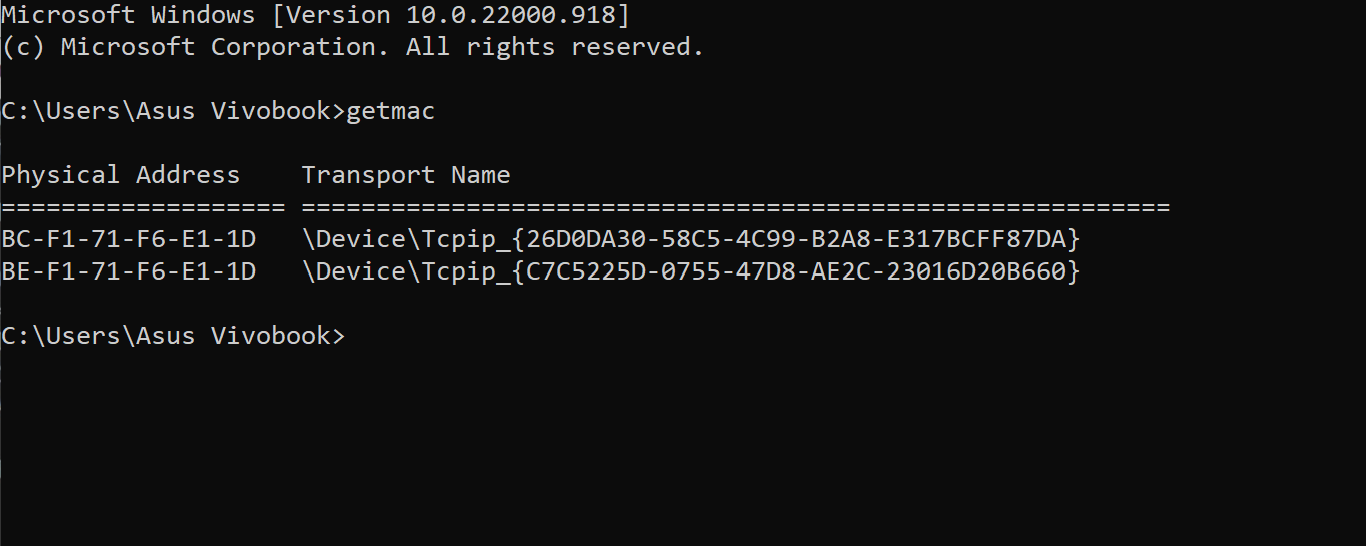 Microsoft Windows [Version 10.0.22000.918]
(c) Microsoft Corporation. All rights reserved.
C:\Users\Asus Vivobook>getmac
Physical Address    Transport Name
=================== ==========================================================
BC-F1-71-F6-E1-1D   \Device\Tcpip_{26D0DA30-58C5-4C99-B2A8-E317BCFF87DA}
BE-F1-71-F6-E1-1D   \Device\Tcpip_{C7C5225D-0755-47D8-AE2C-23016D20B660}
C:\Users\Asus Vivobook>